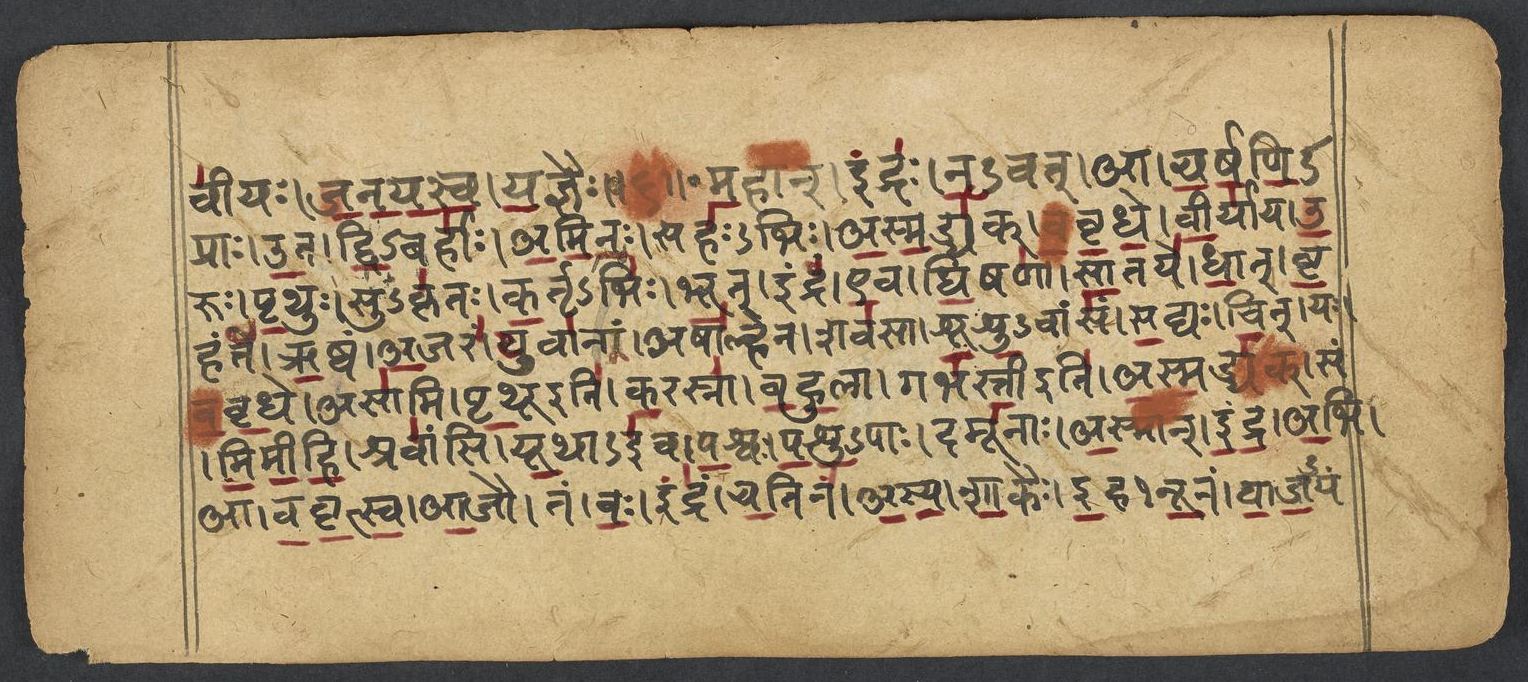 वीयः। जनयस्व। यज्ञैः॥ ६॥ महान्। इंद्रः। नृऽवत्। आ। चर्षणिऽ
प्राः। उत। द्विऽबर्हाः। अमिनः। सहःऽभिः। अस्मद्र्यक्। ववृधे। वीर्याय। उ
रुः। पृथुः। सुऽकृतः। कर्तृऽभिः। भूत्। इंद्रं। एव। धिषणा। सातये। धात्। बृ
हंतं। ऋष्वं। अजरं। युवानं। अषाल्हेन। शवसा। शूशुऽवांसं। सद्यः। चित्। यः।
ववृधे। असामि। पृथू इति। करस्ना। बहुला। गभस्ती इति। अस्मद्र्यक्। सं
। मिमीहि। श्रवांसि। यूथाऽइव। पश्वः। पशुऽपाः। दमूनाः। अस्मान्। इंद्र। अभि।
आ। ववृत्स्व। आजौ। तं। वः। इंद्रं। चतिनं। अस्य। शाकैः। इह। नूनं। वाजऽयं